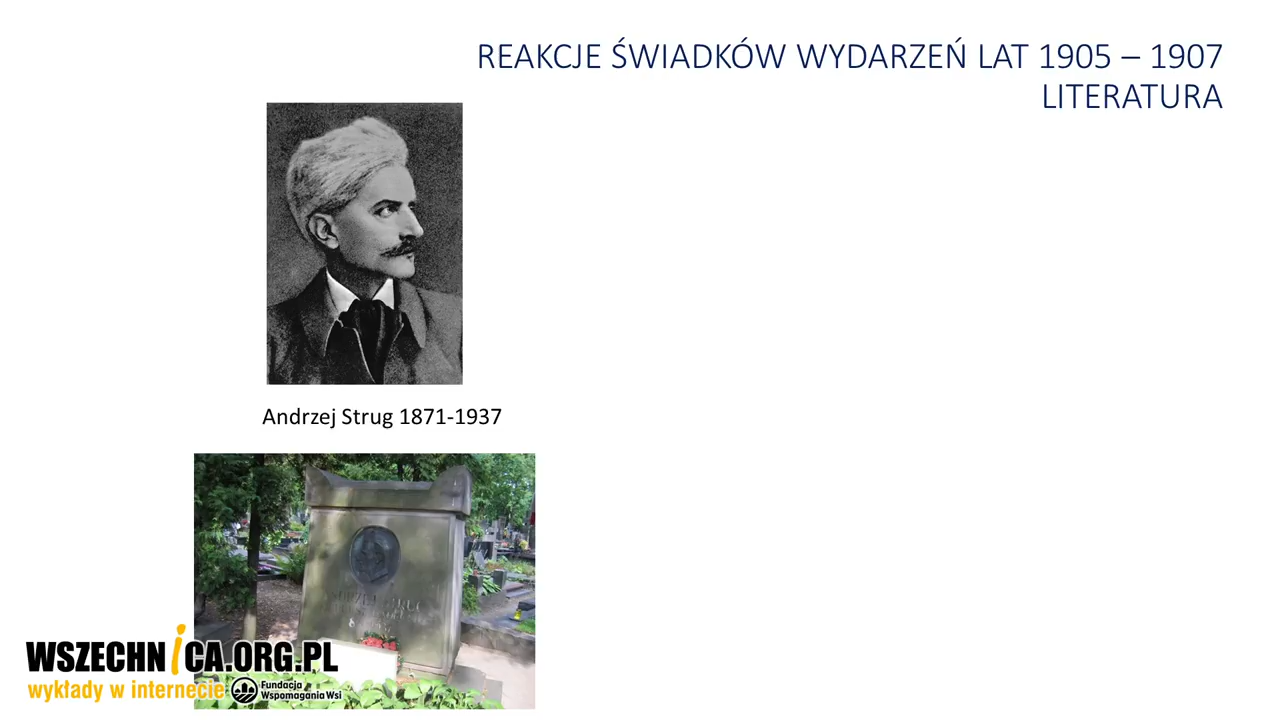 REAKCJE ŚWIADKÓW WYDARZEŃ LAT 1905 – 1907
LITERATURA
Andrzej Strug 1871-1937
WSZECHNICA.ORG.PL
wykłady w internecie
Fundacja
Wspomagania Wsi